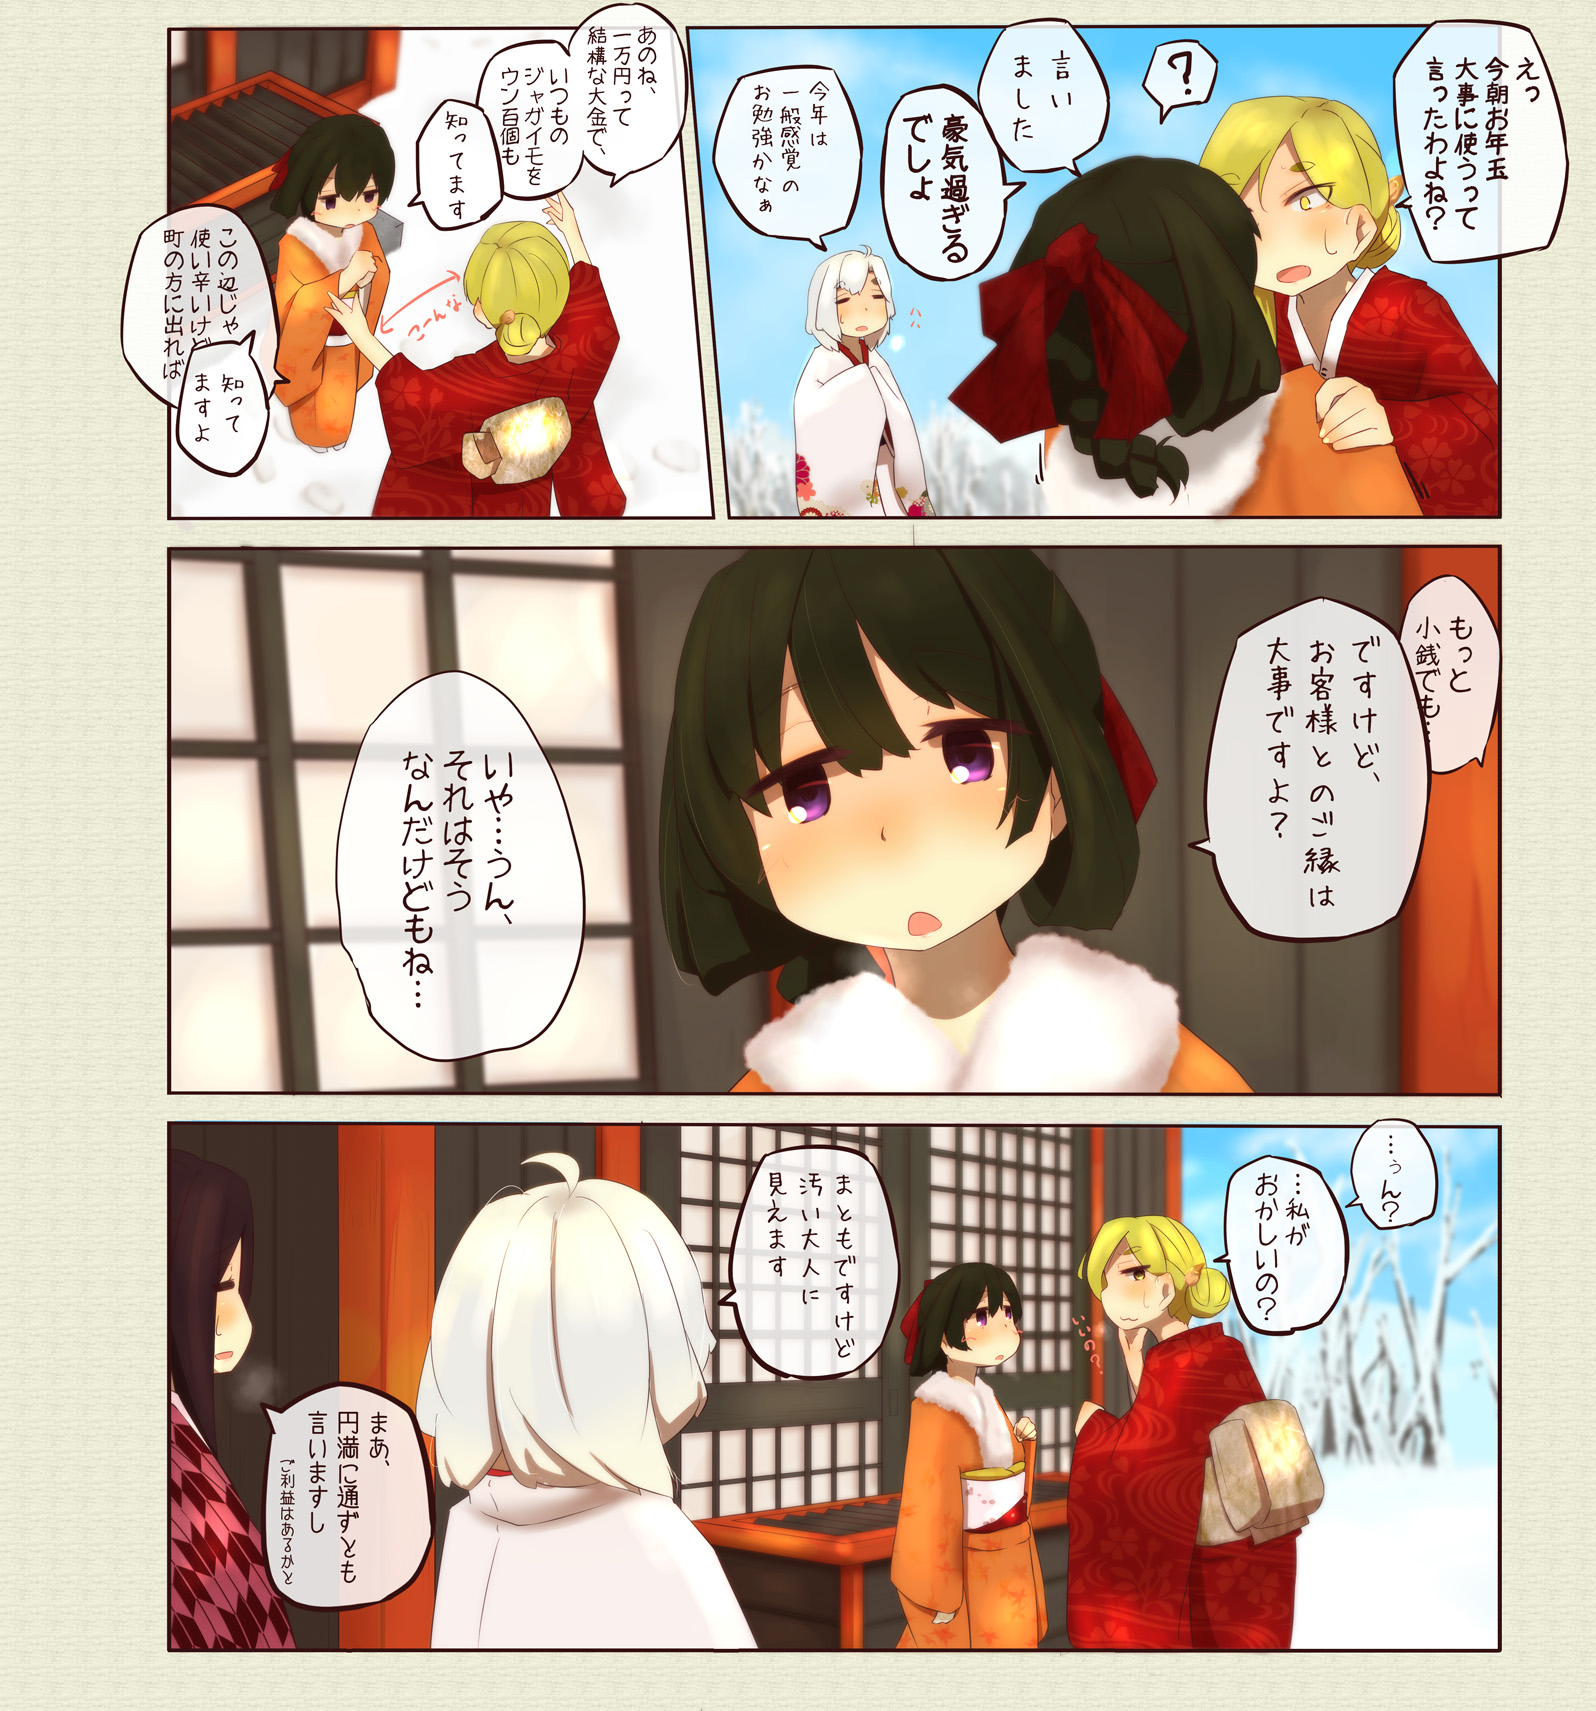 えっ
今朝お年玉
大事に使うって
言ったわよね?
?
言い
ました
豪気過ぎる
でしょ
今年は
一般感覚の
お勉強かなぁ
ハハ
あのね、
一万円って
結構な大金で、
いつもの
ジャガイモを
ウン百個も
知ってます
こーんな
この辺じゃ
使い辛いけど
町の方に出れば
知って
ますよ
もっと
小銭でも…
ですけど、
お客様とのご縁は
大事ですよ?
いや…うん、
それはそう
なんだけどもね…
…ぅん?
…私が
おかしいの?
いいの?
まともですけど
汚い大人に
見えます
まあ、
円満に通ずとも
言いますし
ご利益はあるかと